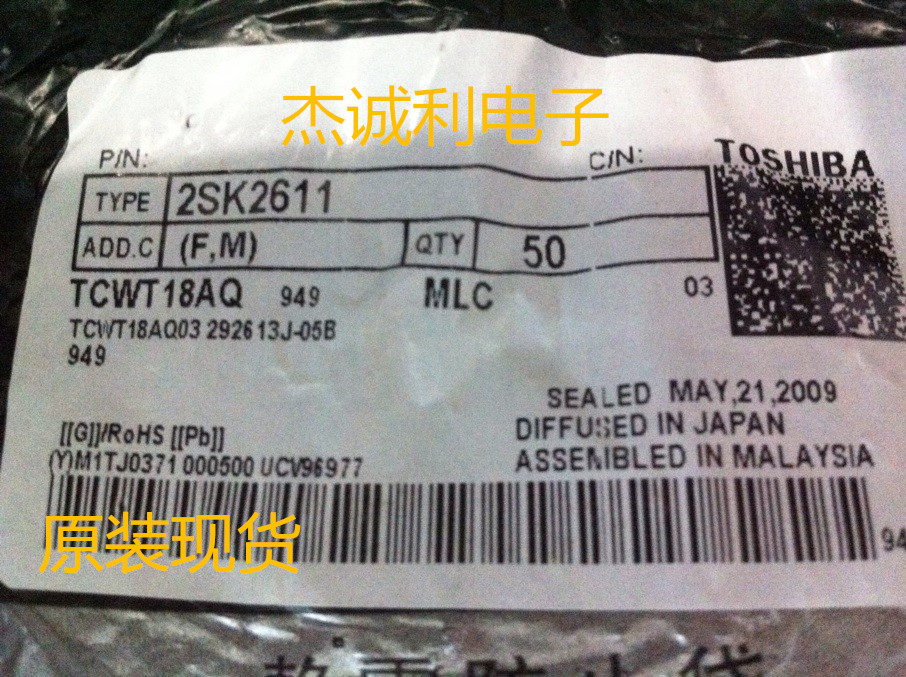 杰诚利电子
P/N:
C/N:
TOSHIBA
TYPE 2SK2611
ADD.C (F,M) QTY 50
TCWT18AQ 949 MLC 03
TCWT18AQ03 292613J-05B
949
SEALED MAY,21,2009
DIFFUSED IN JAPAN
[[G]]/RoHS [[Pb]]
ASSEMBLED IN MALAYSIA
(Y)M1TJ0371 000500 UCV96977
原装现货
94